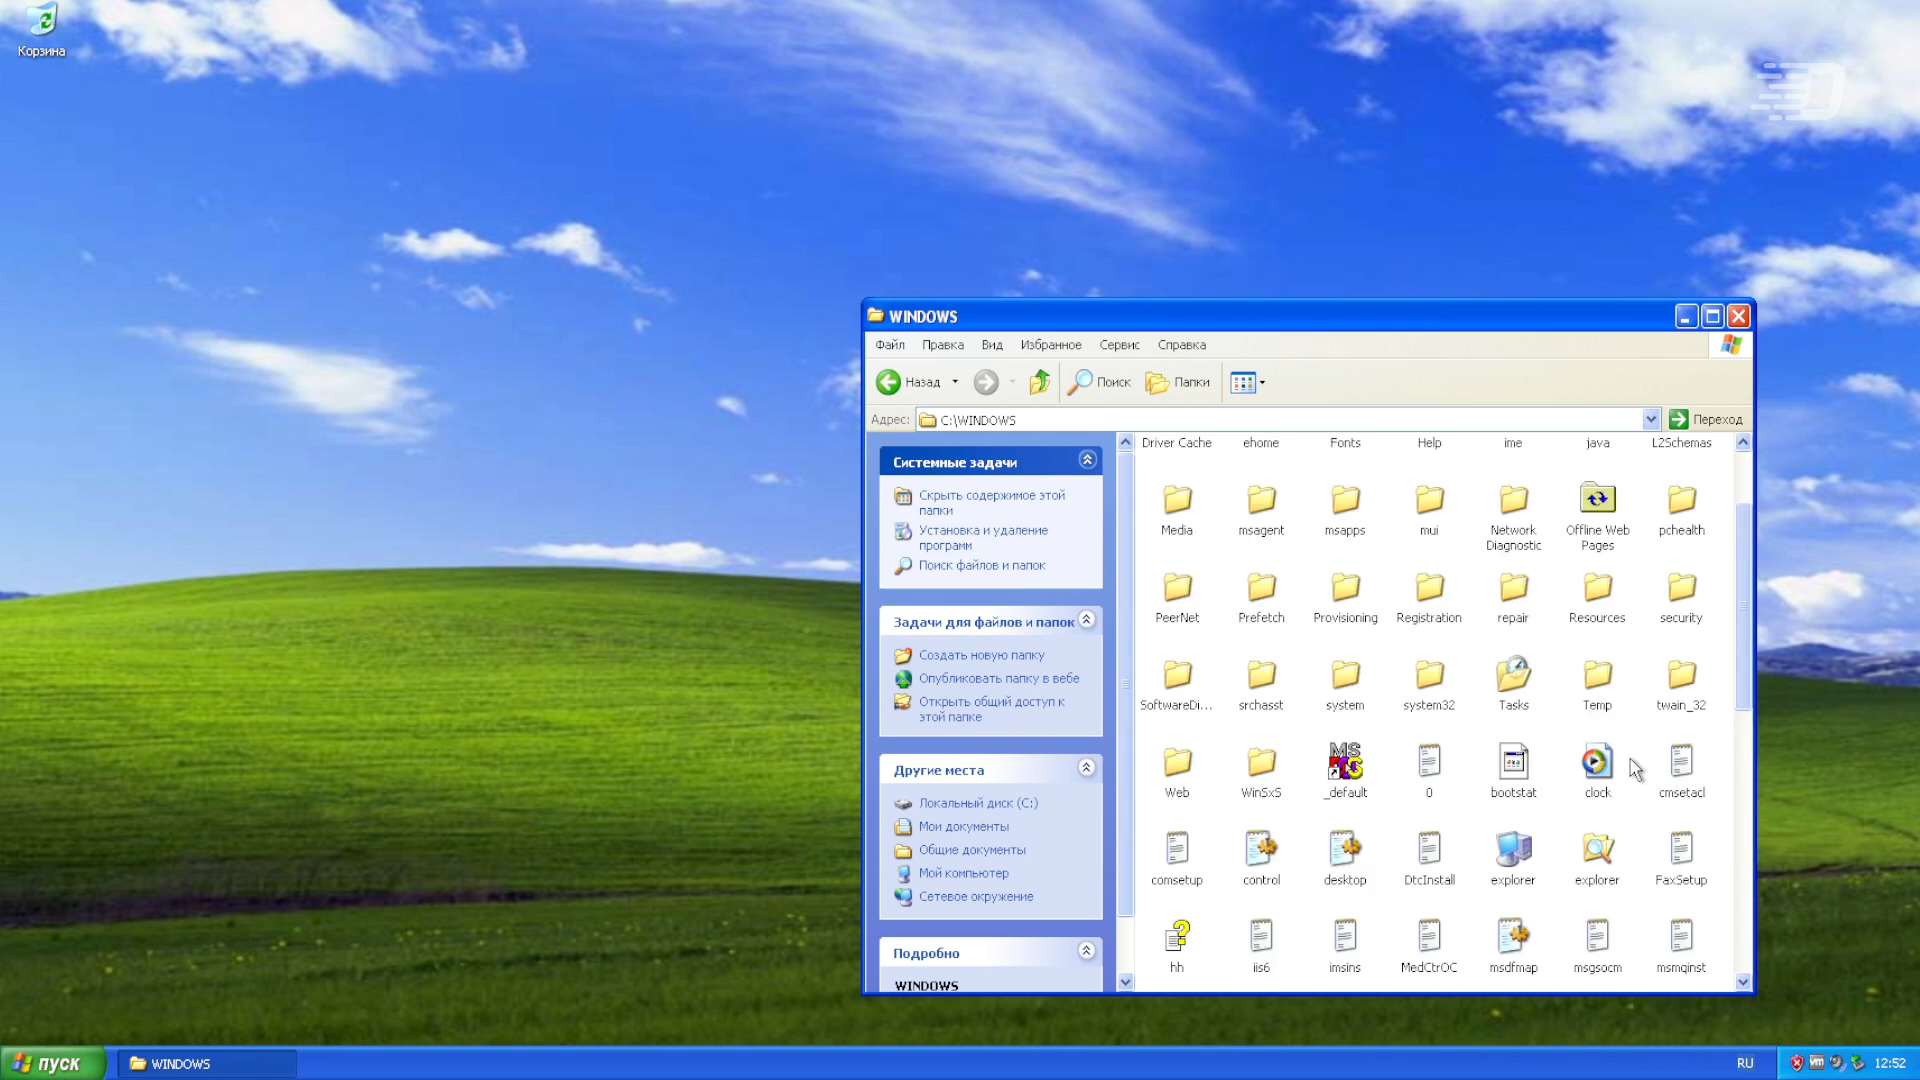 Корзина
WINDOWS
Файл Правка Вид Избранное Сервис Справка
Назад Поиск Папки
Адрес: C:\WINDOWS Переход
Системные задачи
Скрыть содержимое этой
папки
Установка и удаление
программ
Поиск файлов и папок
Задачи для файлов и папок
Создать новую папку
Опубликовать папку в вебе
Открыть общий доступ к
этой папке
Другие места
Локальный диск (C:)
Мои документы
Общие документы
Мой компьютер
Сетевое окружение
Подробно
WINDOWS
Driver Cache ehome Fonts Help ime java L2Schemas
Media msagent msapps mui Network Diagnostic Offline Web Pages pchealth
PeerNet Prefetch Provisioning Registration repair Resources security
SoftwareDi... srchasst system system32 Tasks Temp twain_32
Web WinSxS _default 0 bootstat clock cmsetacl
comsetup control desktop DtcInstall explorer explorer FaxSetup
hh iis6 imsins MedCtrOC msdfmap msgsocm msmqinst
пуск WINDOWS RU 12:52